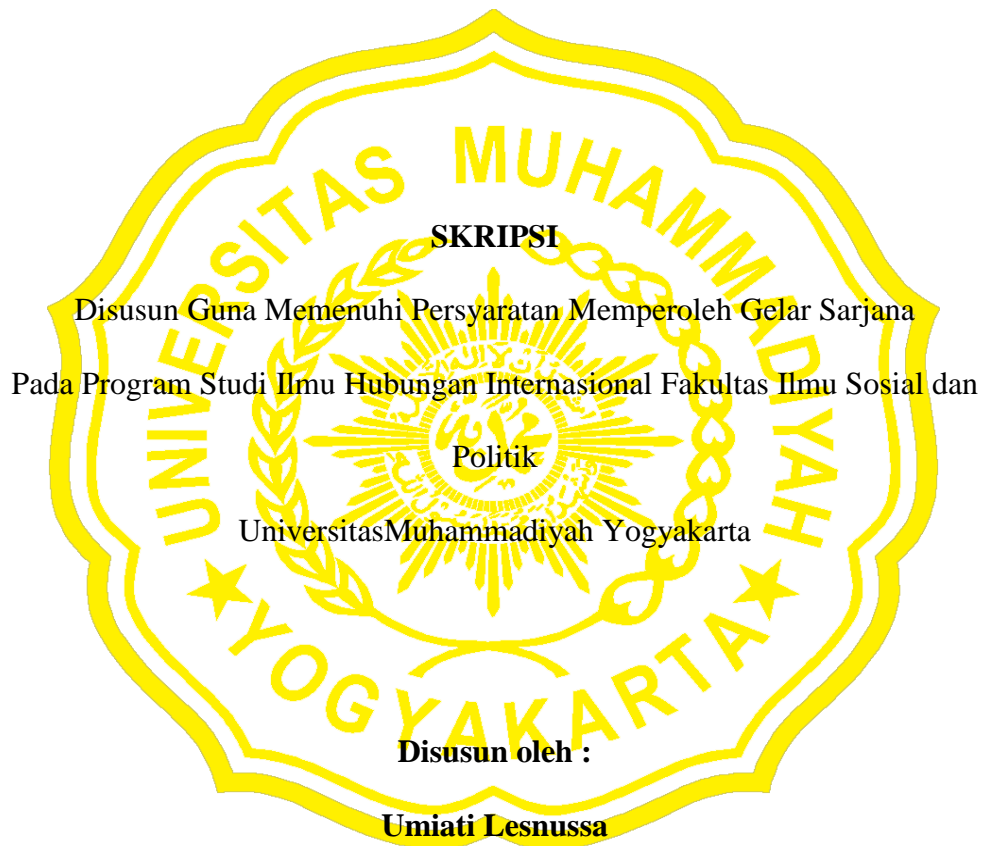 UNIVERSITAS MUHAMMADIYAH
SKRIPSI
Disusun Guna Memenuhi Persyaratan Memperoleh Gelar Sarjana
Pada Program Studi Ilmu Hubungan Internasional Fakultas Ilmu Sosial dan
Politik
UniversitasMuhammadiyah Yogyakarta
★YOGYAKARTA★
Disusun oleh :
Umiati Lesnussa